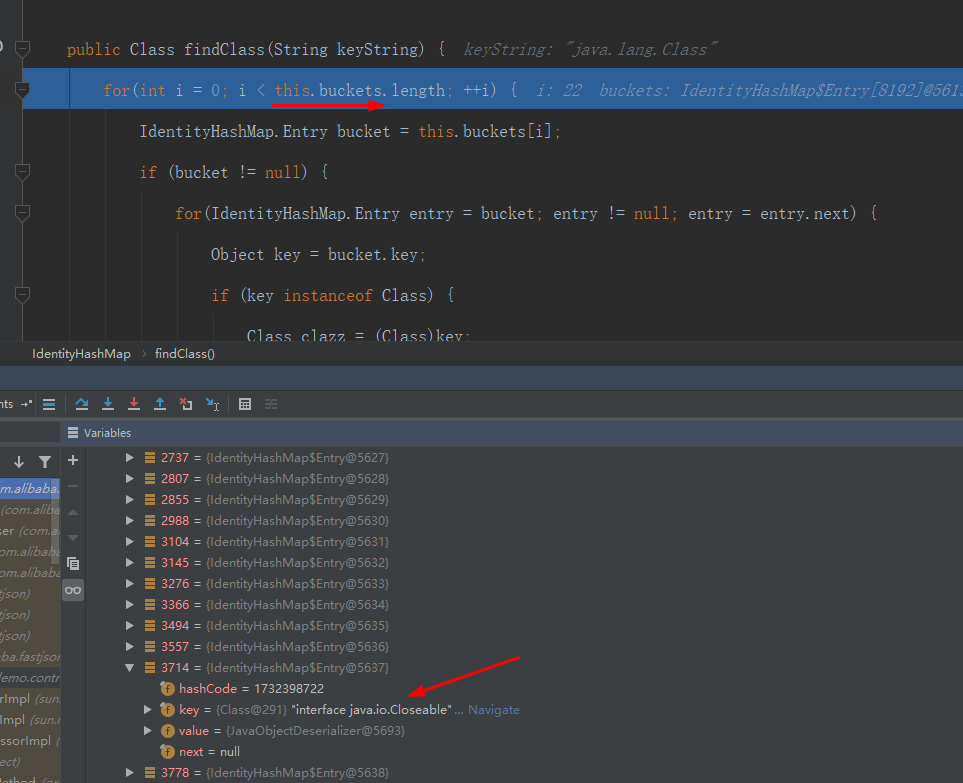 public Class findClass(String keyString) {  keyString: "java.lang.Class"
for(int i = 0; i < this.buckets.length; ++i) {  i: 22  buckets: IdentityHashMap$Entry[8192]@561
IdentityHashMap.Entry bucket = this.buckets[i];
if (bucket != null) {
for(IdentityHashMap.Entry entry = bucket; entry != null; entry = entry.next) {
Object key = bucket.key;
if (key instanceof Class) {
Class clazz = (Class)key;
IdentityHashMap › findClass()
nts
Variables
2737 = {IdentityHashMap$Entry@5627}
2807 = {IdentityHashMap$Entry@5628}
m.alibaba.
2855 = {IdentityHashMap$Entry@5629}
(com.aliba
2988 = {IdentityHashMap$Entry@5630}
ser (com.a
3104 = {IdentityHashMap$Entry@5631}
om.alibaba
3145 = {IdentityHashMap$Entry@5632}
om.alibaba
3276 = {IdentityHashMap$Entry@5633}
tjson)
3366 = {IdentityHashMap$Entry@5634}
tjson)
3494 = {IdentityHashMap$Entry@5635}
tjson)
3557 = {IdentityHashMap$Entry@5636}
ba.fastjson
3714 = {IdentityHashMap$Entry@5637}
demo.contr
hashCode = 1732398722
rImpl (sun.
key = {Class@291} "interface java.io.Closeable"... Navigate
Impl (sun.r
value = {JavaObjectDeserializer@5693}
ssorImpl (
next = null
ect)
3778 = {IdentityHashMap$Entry@5638}